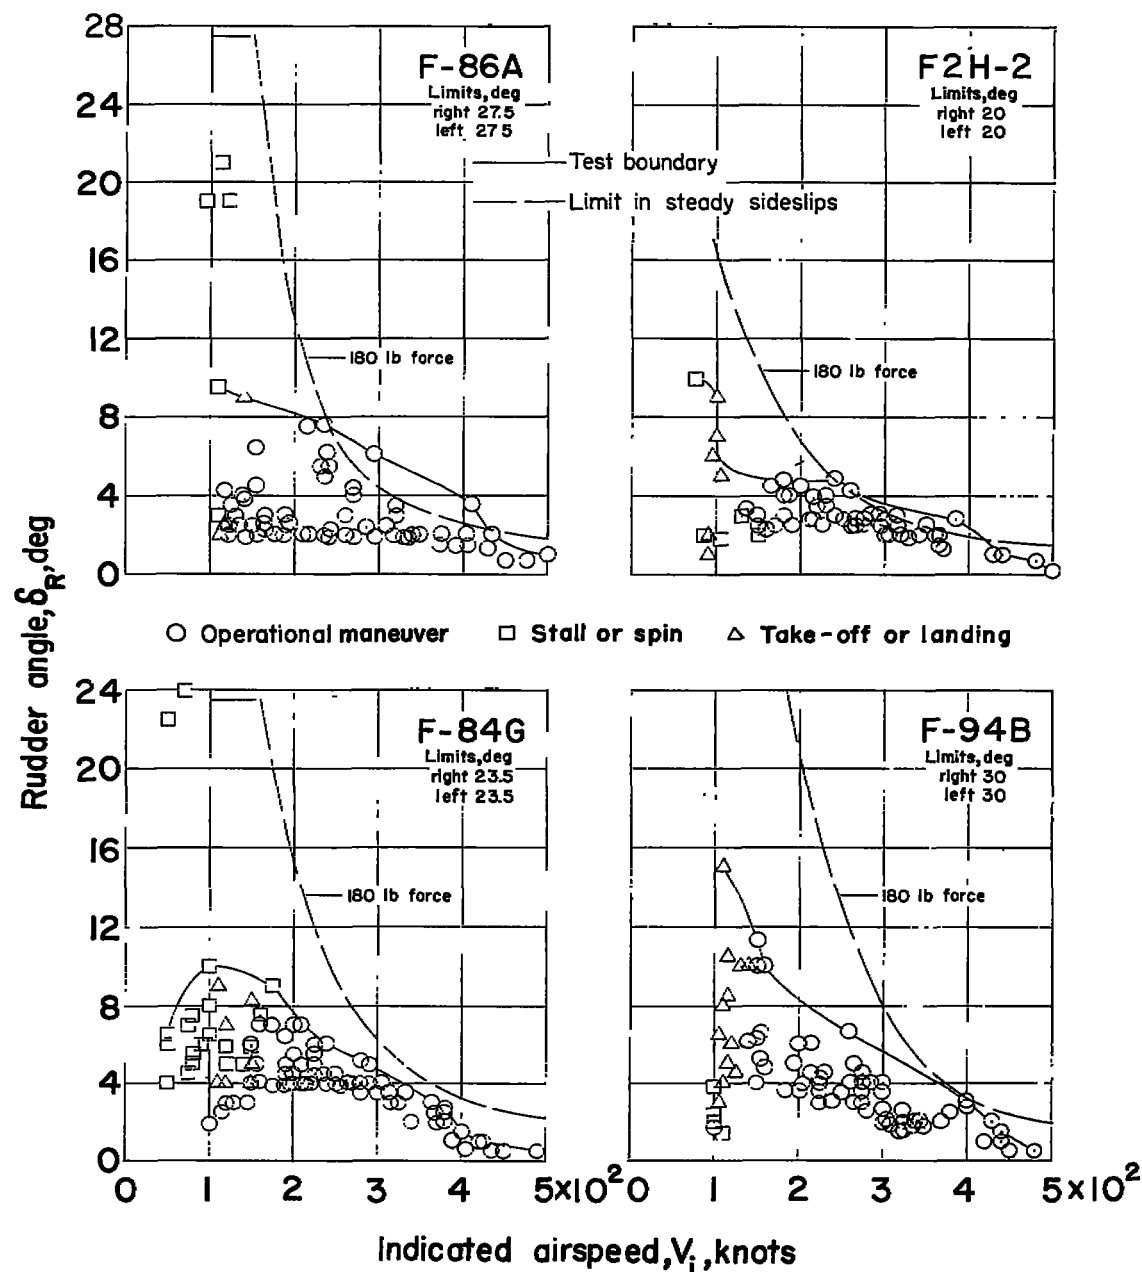 28
24
20
16
12
8
4
0
F-86A
Limits,deg
right 27.5
left 27 5
F2H-2
Limits,deg
right 20
left 20
Test boundary
Limit in steady sideslips
180 lb force
180 lb force
Rudder angle, δR, deg
Operational maneuver
Stall or spin
Take-off or landing
24
20
16
12
8
4
0
F-84G
Limits,deg
right 23.5
left 23.5
F-94B
Limits,deg
right 30
left 30
180 lb force
180 lb force
0 1 2 3 4 5x10²
0 1 2 3 4 5x10²
Indicated airspeed, Vi, knots